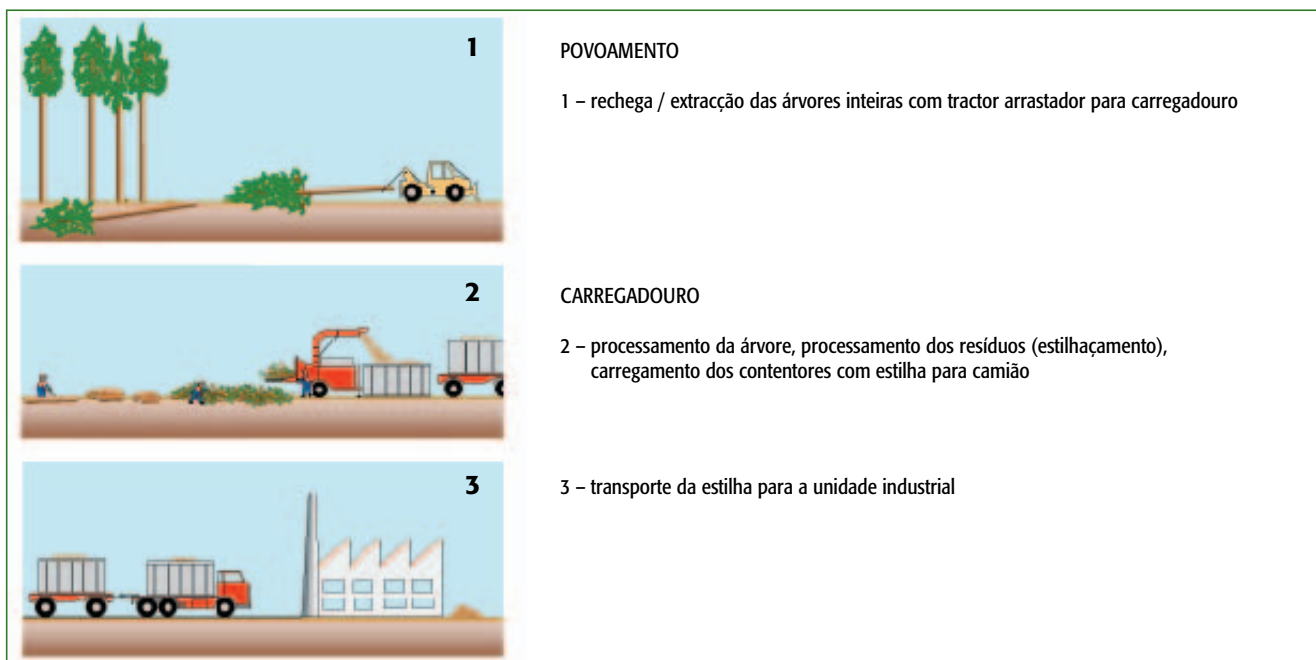 1
POVOAMENTO
1 – rechega / extracção das árvores inteiras com tractor arrastador para carregadouro
2
CARREGADOURO
2 – processamento da árvore, processamento dos resíduos (estilhaçamento),
carregamento dos contentores com estilha para camião
3
3 – transporte da estilha para a unidade industrial